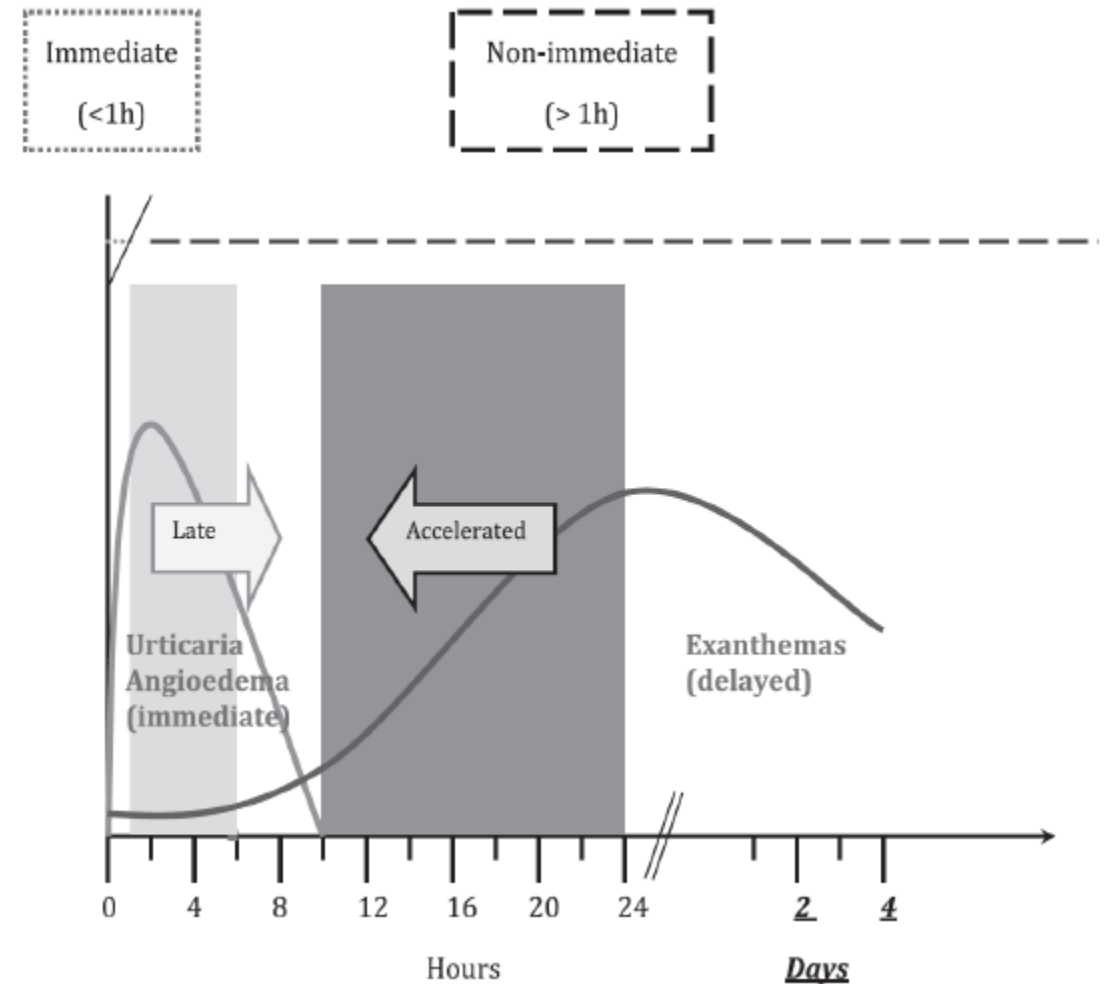 Immediate
(<1h)
Non-immediate
(> 1h)
Late
Accelerated
Urticaria
Angioedema
(immediate)
Exanthemas
(delayed)
0 4 8 12 16 20 24 2 4
Hours Days